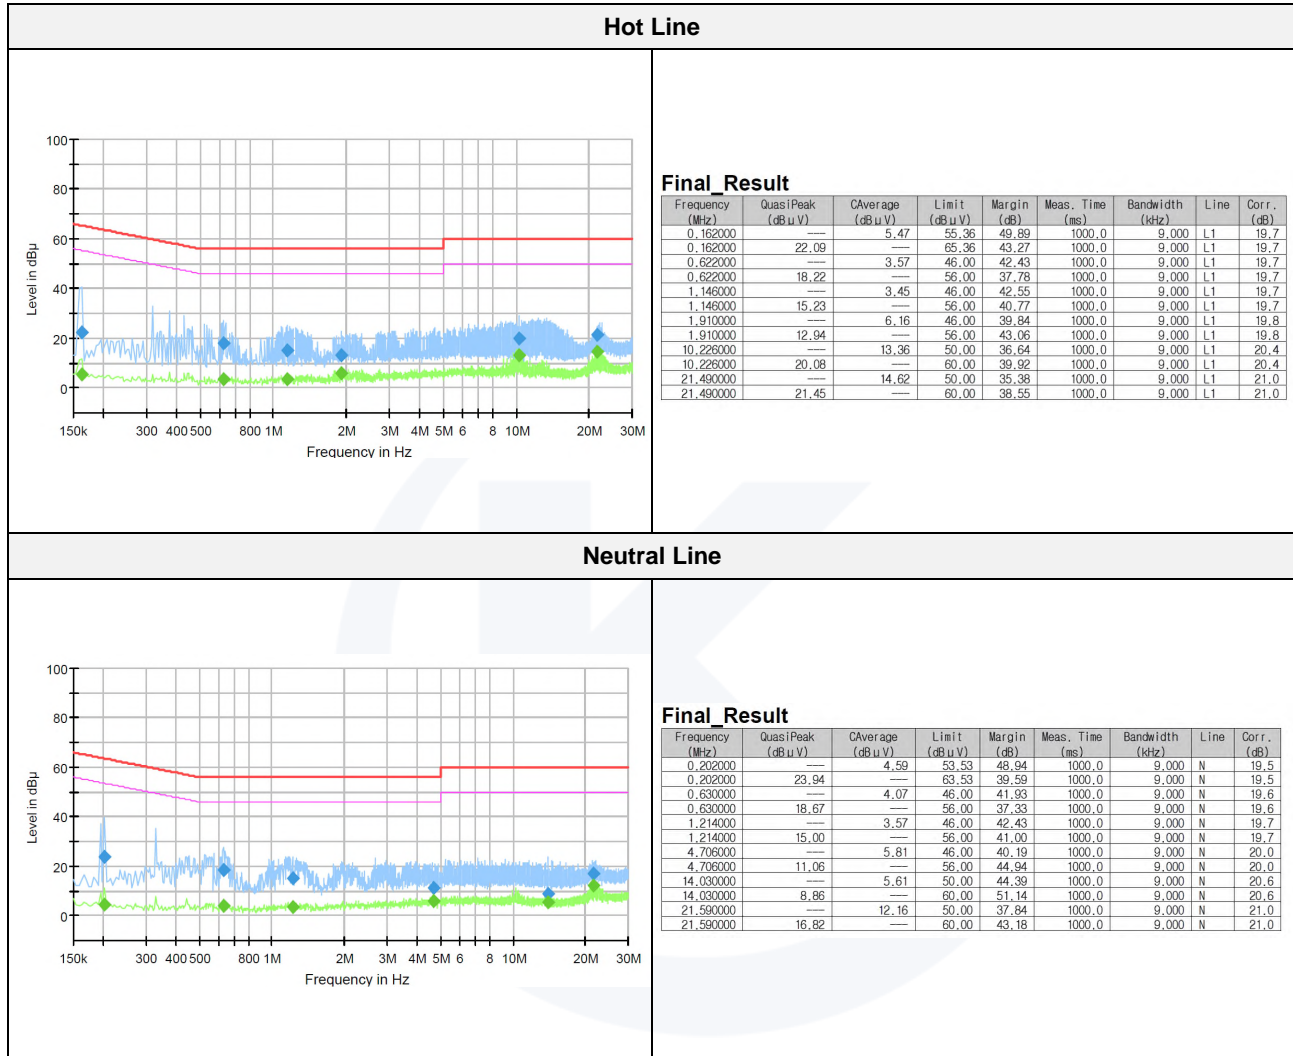 Hot Line
100
80
60
40
20
0
Level in dBµ
150k 300 400 500 800 1M 2M 3M 4M 5M 6 8 10M 20M 30M
Frequency in Hz
Final_Result
Frequency (MHz) QuasiPeak (dBµV) CAverage (dBµV) Limit (dBµV) Margin (dB) Meas. Time (ms) Bandwidth (kHz) Line Corr. (dB)
0.162000 --- 5.47 55.36 49.89 1000.0 9.000 L1 19.7
0.162000 22.09 --- 65.36 43.27 1000.0 9.000 L1 19.7
0.622000 --- 3.57 46.00 42.43 1000.0 9.000 L1 19.7
0.622000 18.22 --- 56.00 37.78 1000.0 9.000 L1 19.7
1.146000 --- 3.45 46.00 42.55 1000.0 9.000 L1 19.7
1.146000 15.23 --- 56.00 40.77 1000.0 9.000 L1 19.7
1.910000 --- 6.16 46.00 39.84 1000.0 9.000 L1 19.8
1.910000 12.94 --- 56.00 43.06 1000.0 9.000 L1 19.8
10.226000 --- 13.36 50.00 36.64 1000.0 9.000 L1 20.4
10.226000 20.08 --- 60.00 39.92 1000.0 9.000 L1 20.4
21.490000 --- 14.62 50.00 35.38 1000.0 9.000 L1 21.0
21.490000 21.45 --- 60.00 38.55 1000.0 9.000 L1 21.0
Neutral Line
100
80
60
40
20
0
Level in dBµ
150k 300 400 500 800 1M 2M 3M 4M 5M 6 8 10M 20M 30M
Frequency in Hz
Final_Result
Frequency (MHz) QuasiPeak (dBµV) CAverage (dBµV) Limit (dBµV) Margin (dB) Meas. Time (ms) Bandwidth (kHz) Line Corr. (dB)
0.202000 --- 4.59 53.53 48.94 1000.0 9.000 N 19.5
0.202000 23.94 --- 63.53 39.59 1000.0 9.000 N 19.5
0.630000 --- 4.07 46.00 41.93 1000.0 9.000 N 19.6
0.630000 18.67 --- 56.00 37.33 1000.0 9.000 N 19.6
1.214000 --- 3.57 46.00 42.43 1000.0 9.000 N 19.7
1.214000 15.00 --- 56.00 41.00 1000.0 9.000 N 19.7
4.706000 --- 5.81 46.00 40.19 1000.0 9.000 N 20.0
4.706000 11.06 --- 56.00 44.94 1000.0 9.000 N 20.0
14.030000 --- 5.61 50.00 44.39 1000.0 9.000 N 20.6
14.030000 8.86 --- 60.00 51.14 1000.0 9.000 N 20.6
21.590000 --- 12.16 50.00 37.84 1000.0 9.000 N 21.0
21.590000 16.82 --- 60.00 43.18 1000.0 9.000 N 21.0